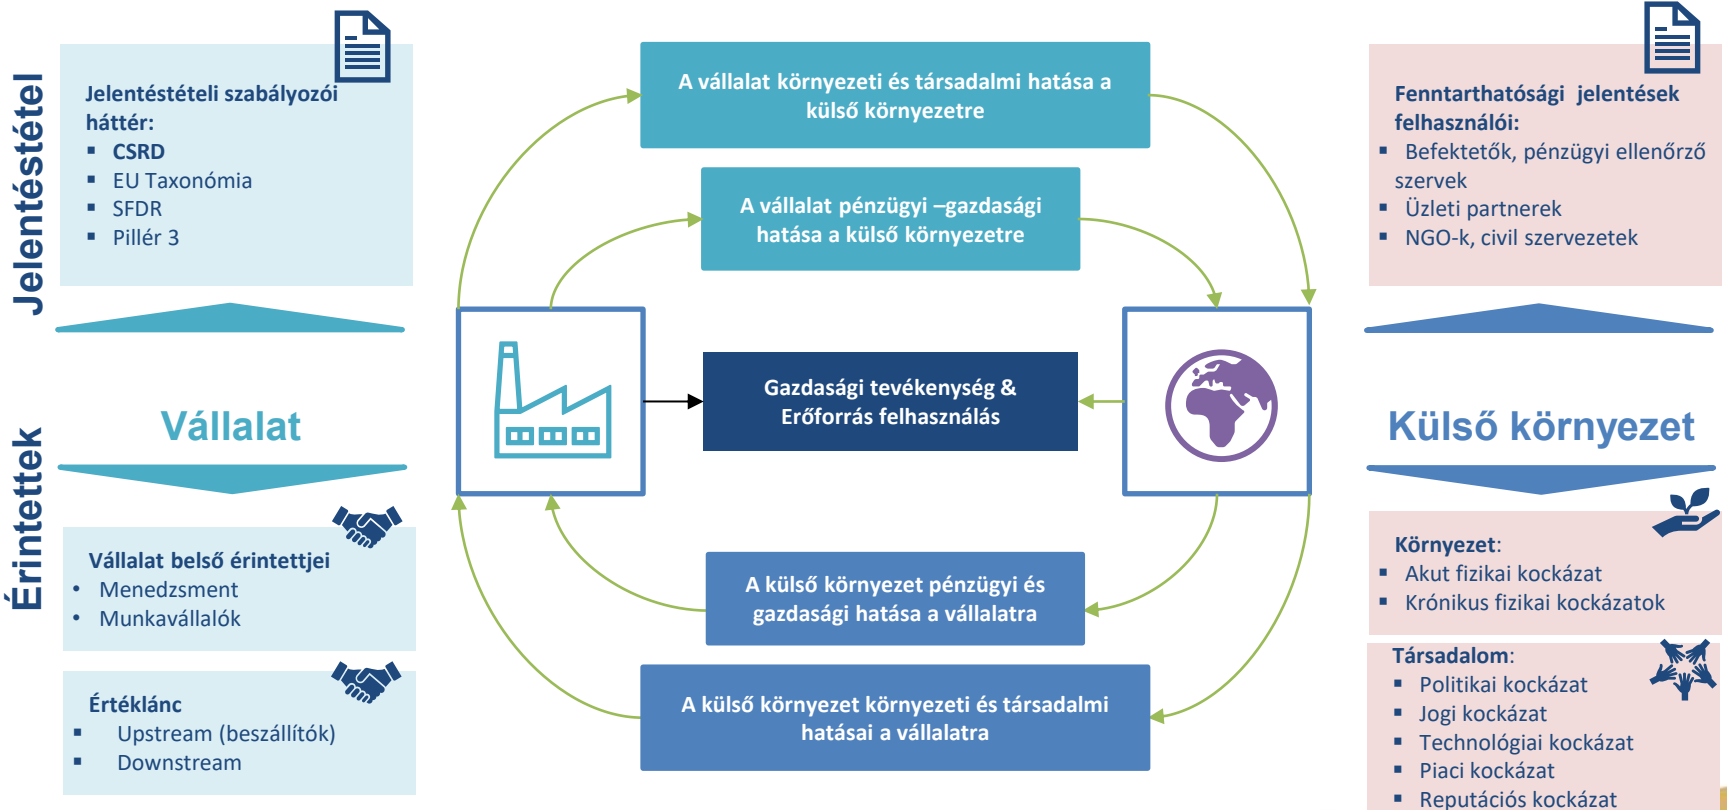 Jelentéstétel
Jelentéstételi szabályozói
háttér:
▪ CSRD
▪ EU Taxonómia
▪ SFDR
▪ Pillér 3
A vállalat környezeti és társadalmi hatása a
külső környezetre
A vállalat pénzügyi –gazdasági
hatása a külső környezetre
Fenntarthatósági jelentések
felhasználói:
▪ Befektetők, pénzügyi ellenőrző
szervek
▪ Üzleti partnerek
▪ NGO-k, civil szervezetek
Vállalat
Gazdasági tevékenység &
Erőforrás felhasználás
Külső környezet
Érintettek
Vállalat belső érintettjei
• Menedzsment
• Munkavállalók
Értéklánc
▪ Upstream (beszállítók)
▪ Downstream
A külső környezet pénzügyi és
gazdasági hatása a vállalatra
A külső környezet környezeti és társadalmi
hatásai a vállalatra
Környezet:
▪ Akut fizikai kockázat
▪ Krónikus fizikai kockázatok
Társadalom:
▪ Politikai kockázat
▪ Jogi kockázat
▪ Technológiai kockázat
▪ Piaci kockázat
▪ Reputációs kockázat